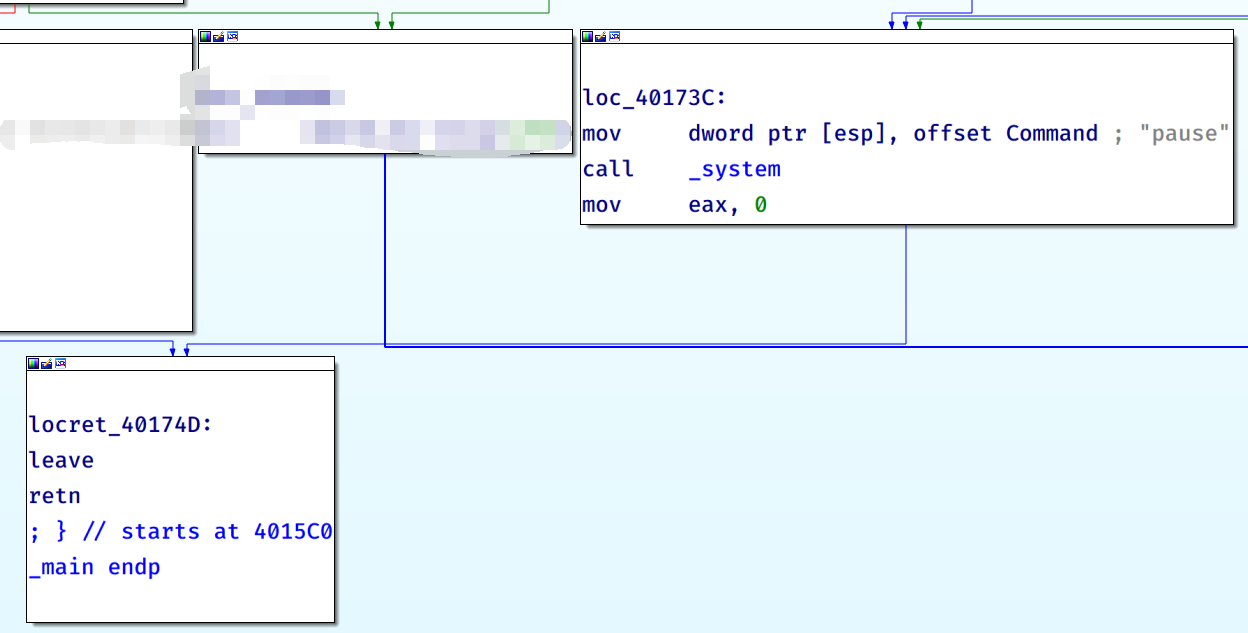 loc_40173C:
mov     dword ptr [esp], offset Command ; "pause"
call    _system
mov     eax, 0
locret_40174D:
leave
retn
; } // starts at 4015C0
_main endp